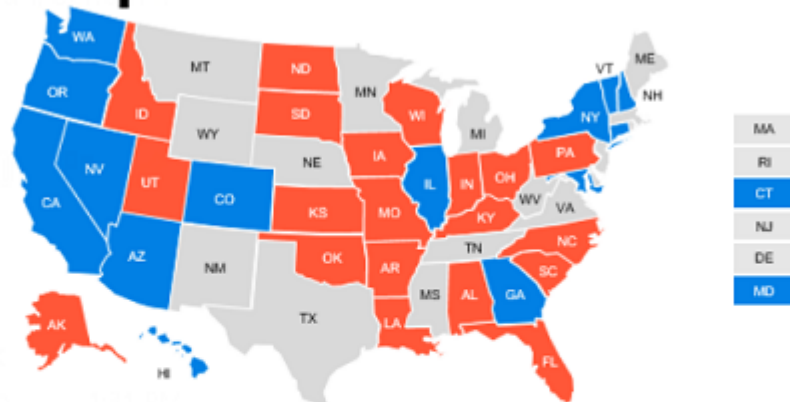 WA
MT
ND
MN
ME
VT
NH
OR
ID
SD
WI
NY
MI
WY
IA
PA
NE
NV
UT
CO
IL
IN
OH
WV
VA
CA
KS
MO
KY
NC
AZ
NM
OK
AR
TN
SC
MS
AL
GA
TX
LA
AK
FL
HI
MA
RI
CT
NJ
DE
MD